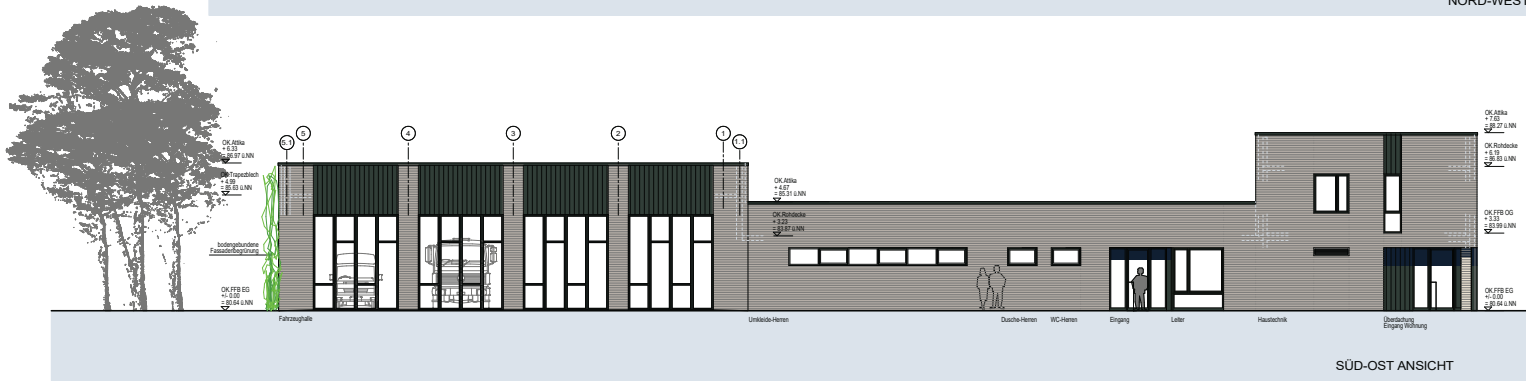 NORD-WEST
5.1
5
4
3
2
1
1.1
OK.Attika
+ 6.33
= 86.97 ü.NN
OK.Trapezblech
+ 4.99
= 85.63 ü.NN
bodengebundene
Fassadenbegrünung
OK.FFB EG
+/- 0.00
= 80.64 ü.NN
OK.Attika
+ 4.67
= 85.31 ü.NN
OK.Rohdecke
+ 3.23
= 83.87 ü.NN
OK.Attika
+ 7.63
= 88.27 ü.NN
OK.Rohdecke
+ 6.19
= 86.83 ü.NN
OK.FFB OG
+ 3.33
= 83.99 ü.NN
OK.FFB EG
+/- 0.00
= 80.64 ü.NN
Fahrzeughalle
Umkleide-Herren
Dusche-Herren
WC-Herren
Eingang
Leiter
Haustechnik
Überdachung
Eingang Wohnung
SÜD-OST ANSICHT